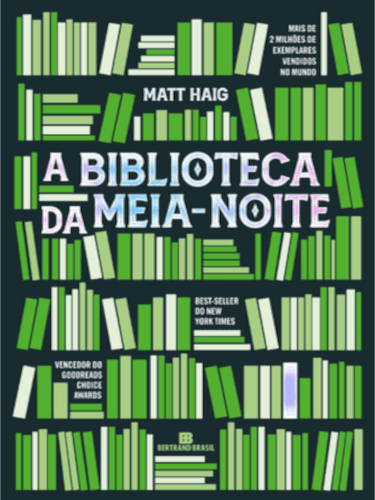 MAIS DE
2 MILHÕES DE
EXEMPLARES
VENDIDOS
NO MUNDO
MATT HAIG
A BIBLIOTECA
DA MEIA-NOITE
BEST-SELLER
DO NEW
YORK TIMES
VENCEDOR DO
GOODREADS
CHOICE
AWARDS
BB
BERTRAND BRASIL